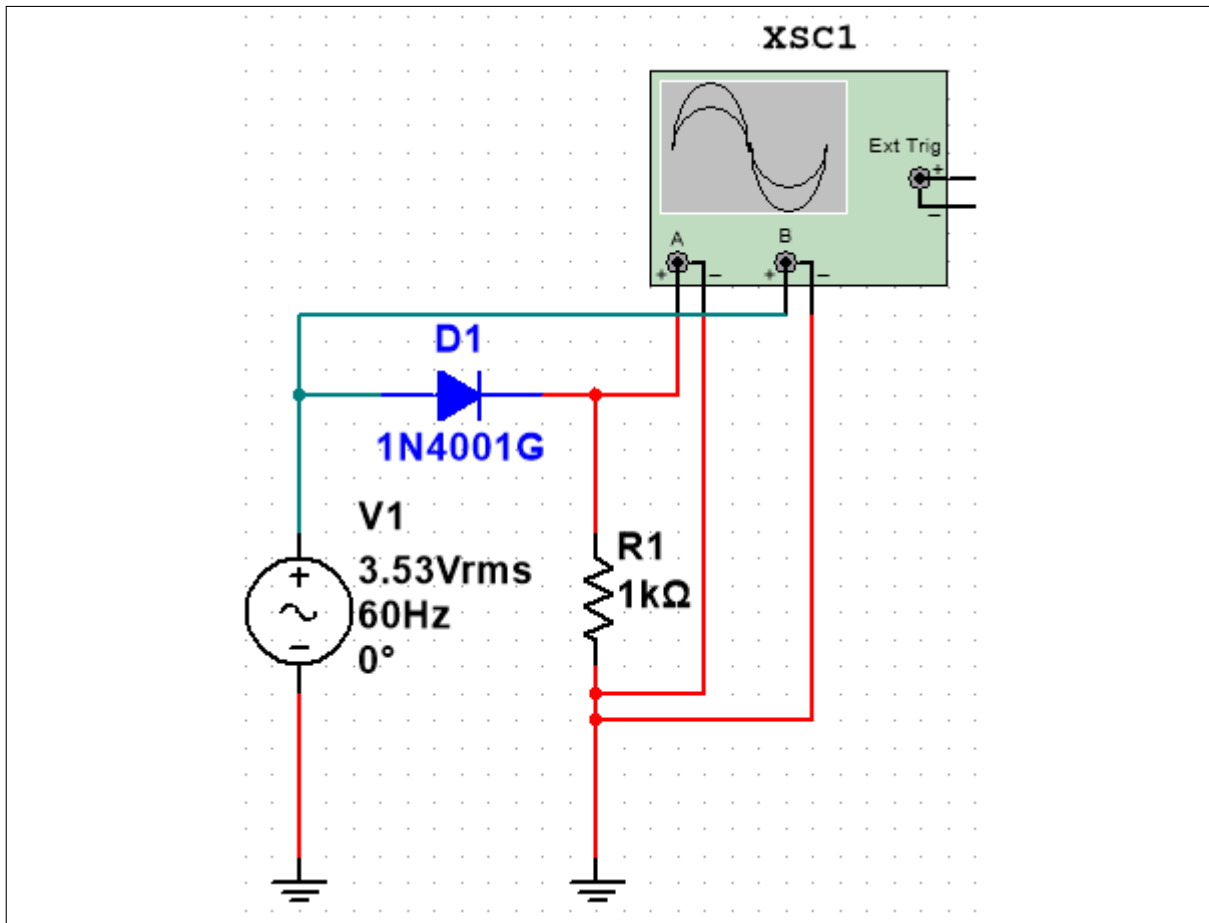 XSC1
Ext Trig
+
−
A
B
+
−
+
−
D1
1N4001G
V1
3.53Vrms
60Hz
0°
+
−
R1
1kΩ